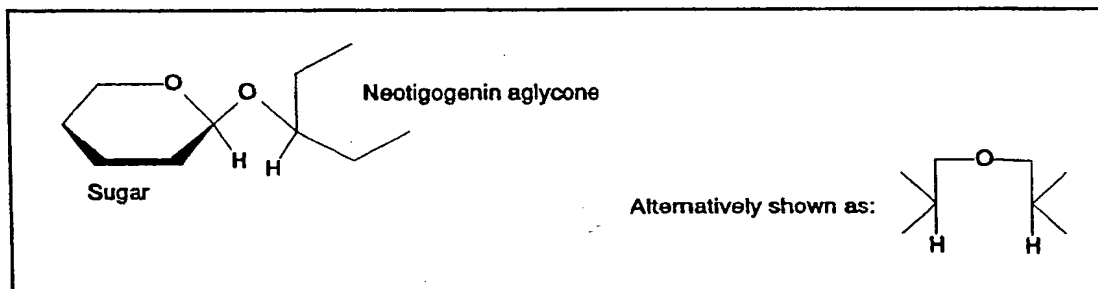 O
O
Neotigogenin aglycone
H
H
Sugar
O
Alternatively shown as:
H
H